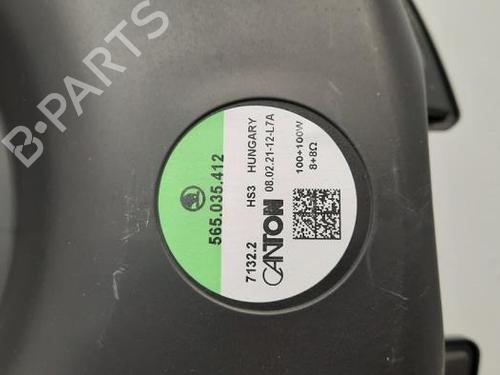 B-PARTS
565.035.412
7132.2 HS3 HUNGARY
CANTON 08.02.21-12-L7A
100+100W
8+8Ω